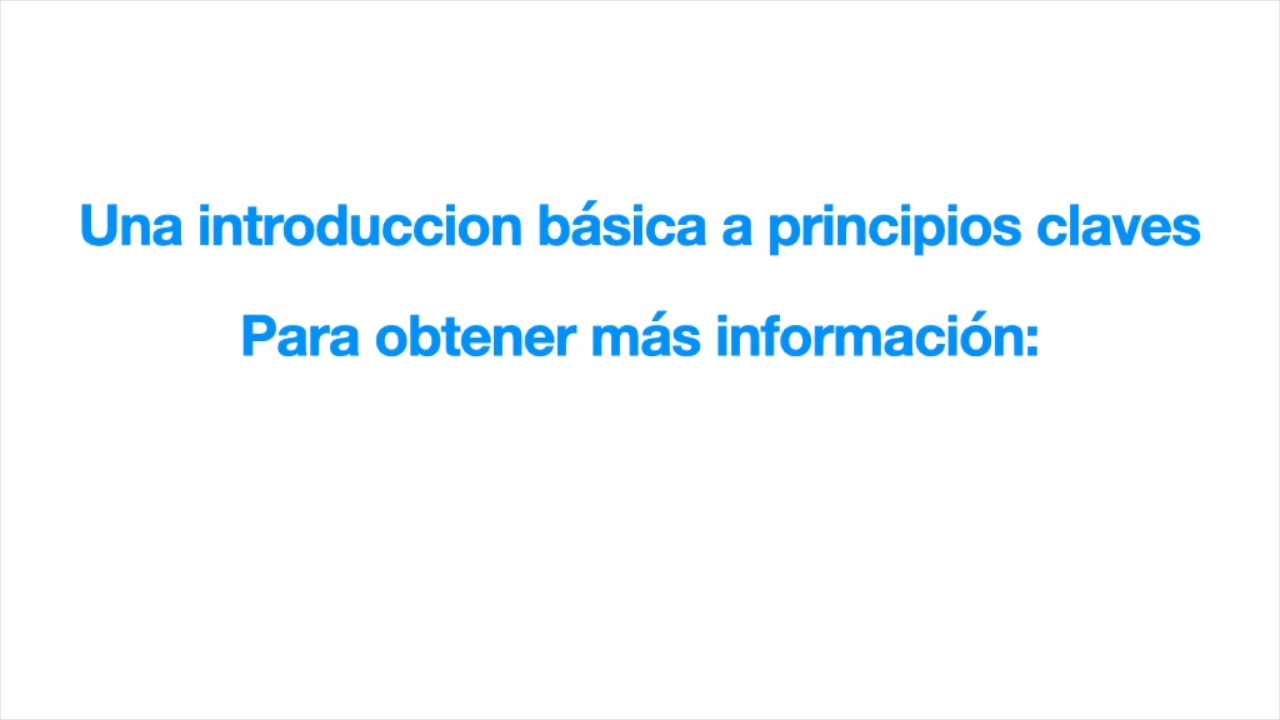 Una introduccion básica a principios claves
Para obtener más información: